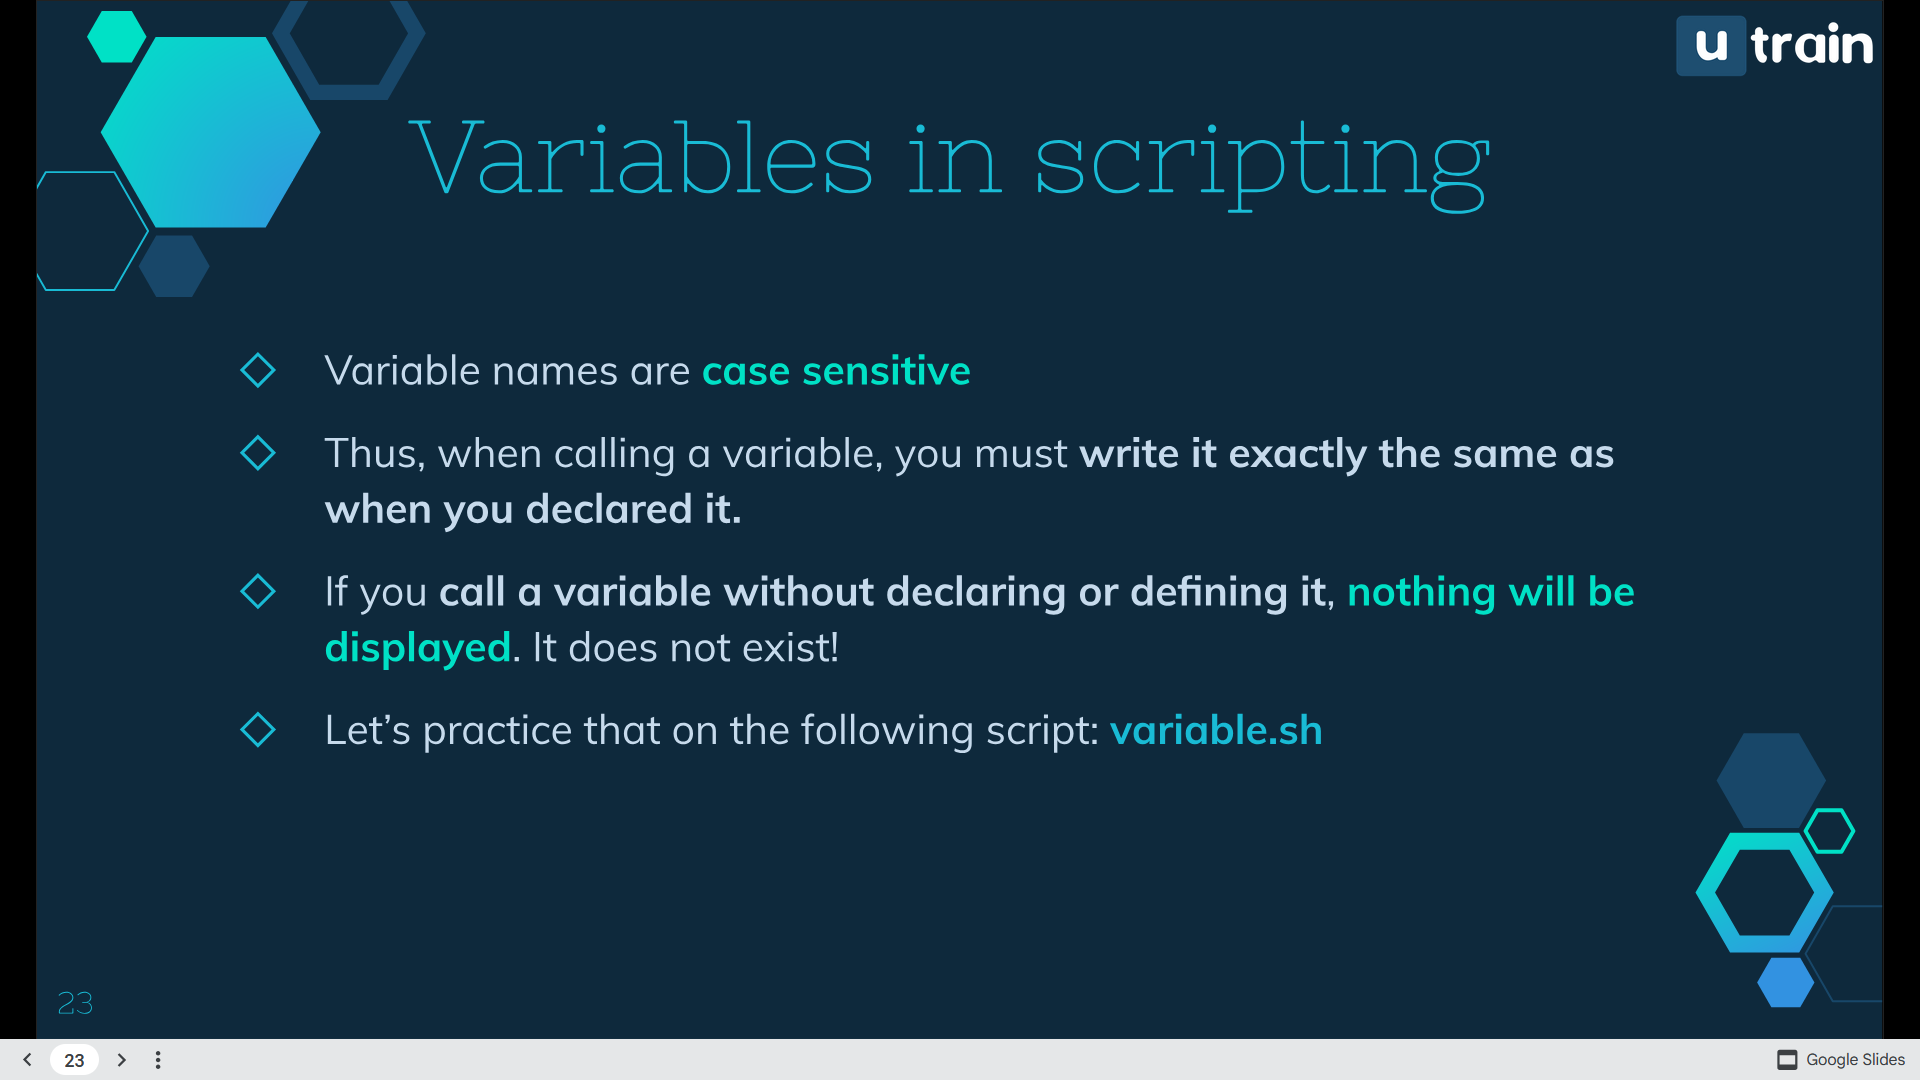 u train
Variables in scripting
Variable names are case sensitive
Thus, when calling a variable, you must write it exactly the same as
when you declared it.
If you call a variable without declaring or defining it, nothing will be
displayed. It does not exist!
Let’s practice that on the following script: variable.sh
23
23
Google Slides